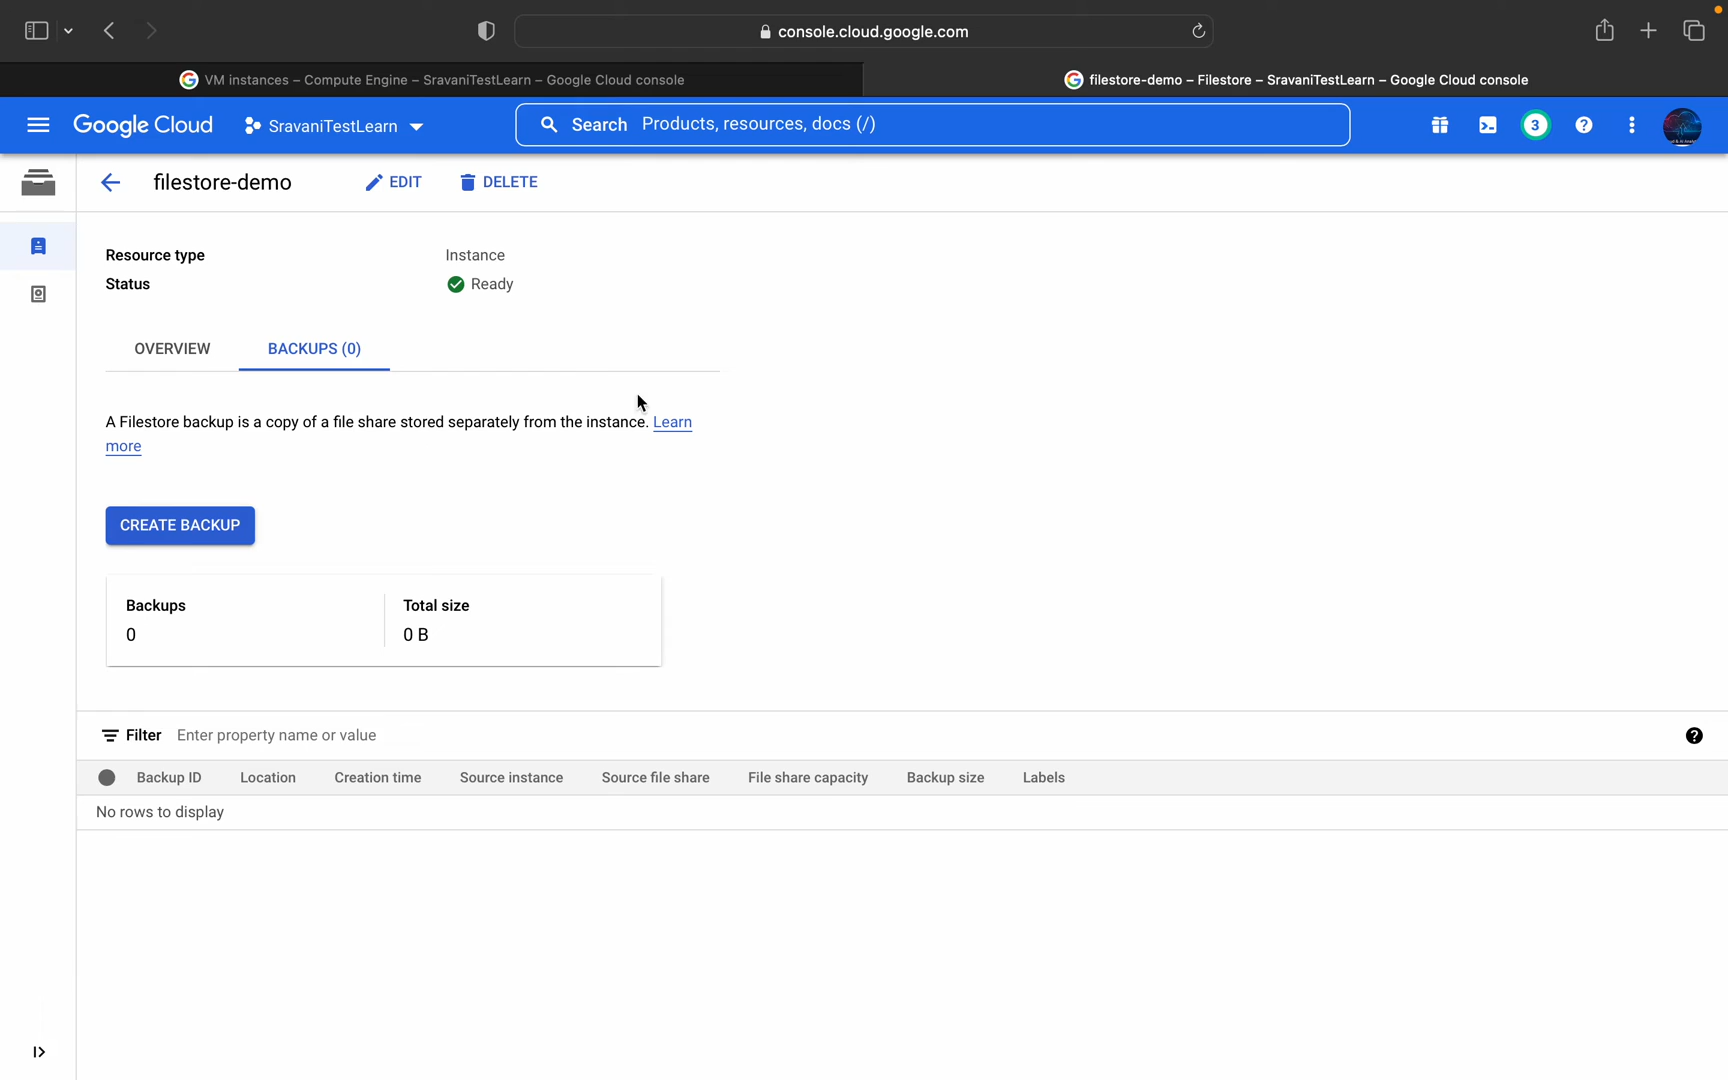 console.cloud.google.com
VM instances – Compute Engine – SravaniTestLearn – Google Cloud console
filestore-demo – Filestore – SravaniTestLearn – Google Cloud console
Google Cloud
SravaniTestLearn
Search Products, resources, docs (/)
3
filestore-demo
EDIT
DELETE
Resource type
Instance
Status
Ready
OVERVIEW
BACKUPS (0)
A Filestore backup is a copy of a file share stored separately from the instance. Learn
more
CREATE BACKUP
Backups
Total size
0
0 B
Filter Enter property name or value
Backup ID Location Creation time Source instance Source file share File share capacity Backup size Labels
No rows to display